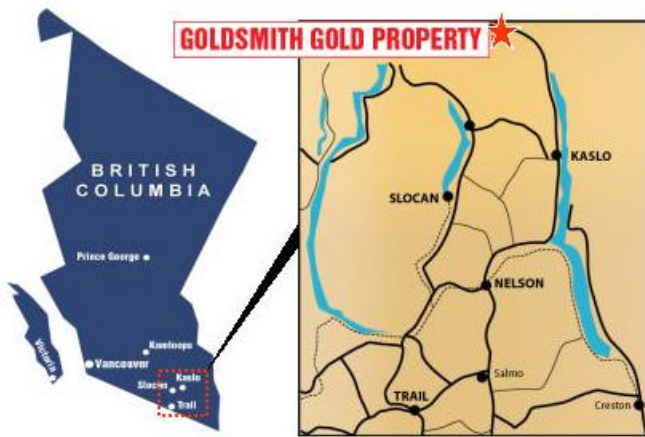 GOLDSMITH GOLD PROPERTY
BRITISH
COLUMBIA
Prince George
Kamloops
Victoria
Vancouver
Slocan
Kaslo
Trail
KASLO
SLOCAN
NELSON
Salmo
TRAIL
Creston